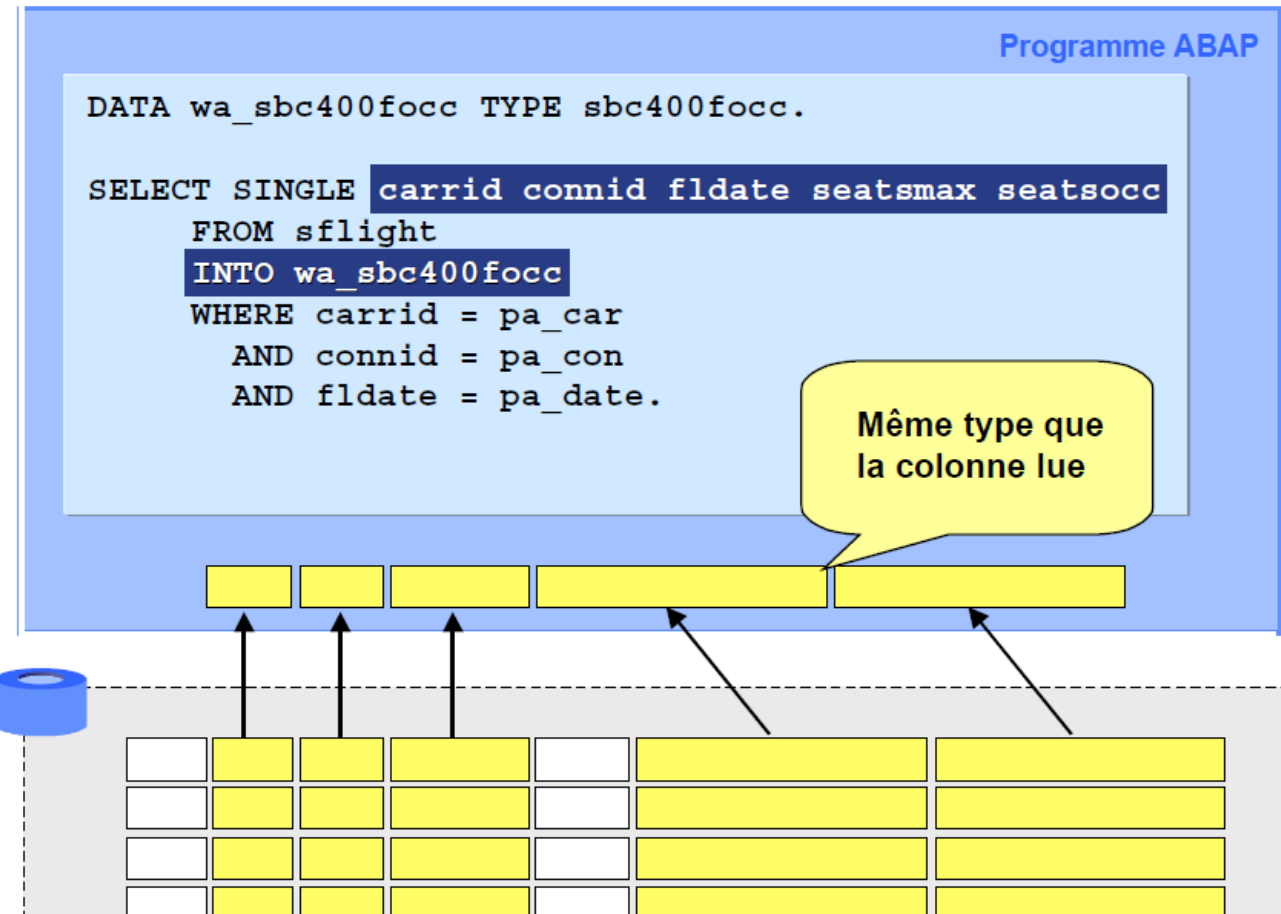 Programme ABAP
DATA wa_sbc400focc TYPE sbc400focc.
SELECT SINGLE carrid connid fldate seatsmax seatsocc
FROM sflight
INTO wa_sbc400focc
WHERE carrid = pa_car
AND connid = pa_con
AND fldate = pa_date.
Même type que
la colonne lue